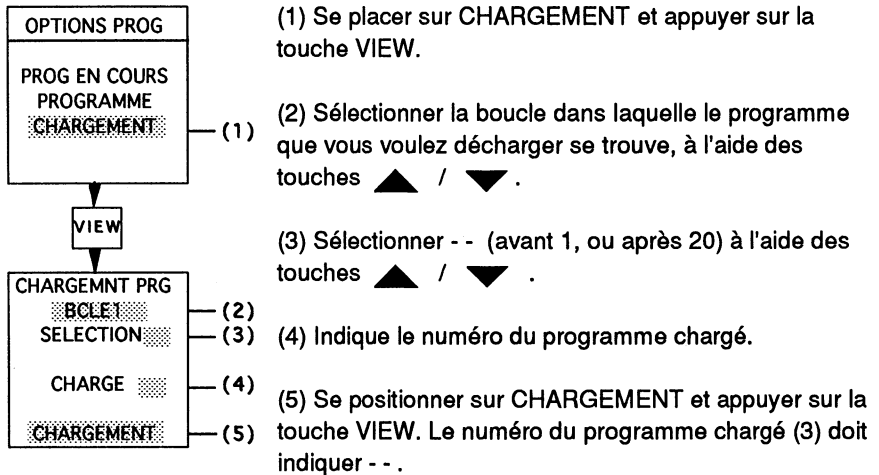 OPTIONS PROG
PROG EN COURS
PROGRAMME
CHARGEMENT
(1)
VIEW
CHARGEMNT PRG
BCLE1
(2)
SELECTION
(3)
CHARGE
(4)
CHARGEMENT
(5)
(1) Se placer sur CHARGEMENT et appuyer sur la
touche VIEW.
(2) Sélectionner la boucle dans laquelle le programme
que vous voulez décharger se trouve, à l'aide des
touches ▲ / ▼ .
(3) Sélectionner - - (avant 1, ou après 20) à l'aide des
touches ▲ / ▼ .
(4) Indique le numéro du programme chargé.
(5) Se positionner sur CHARGEMENT et appuyer sur la
touche VIEW. Le numéro du programme chargé (3) doit
indiquer - - .